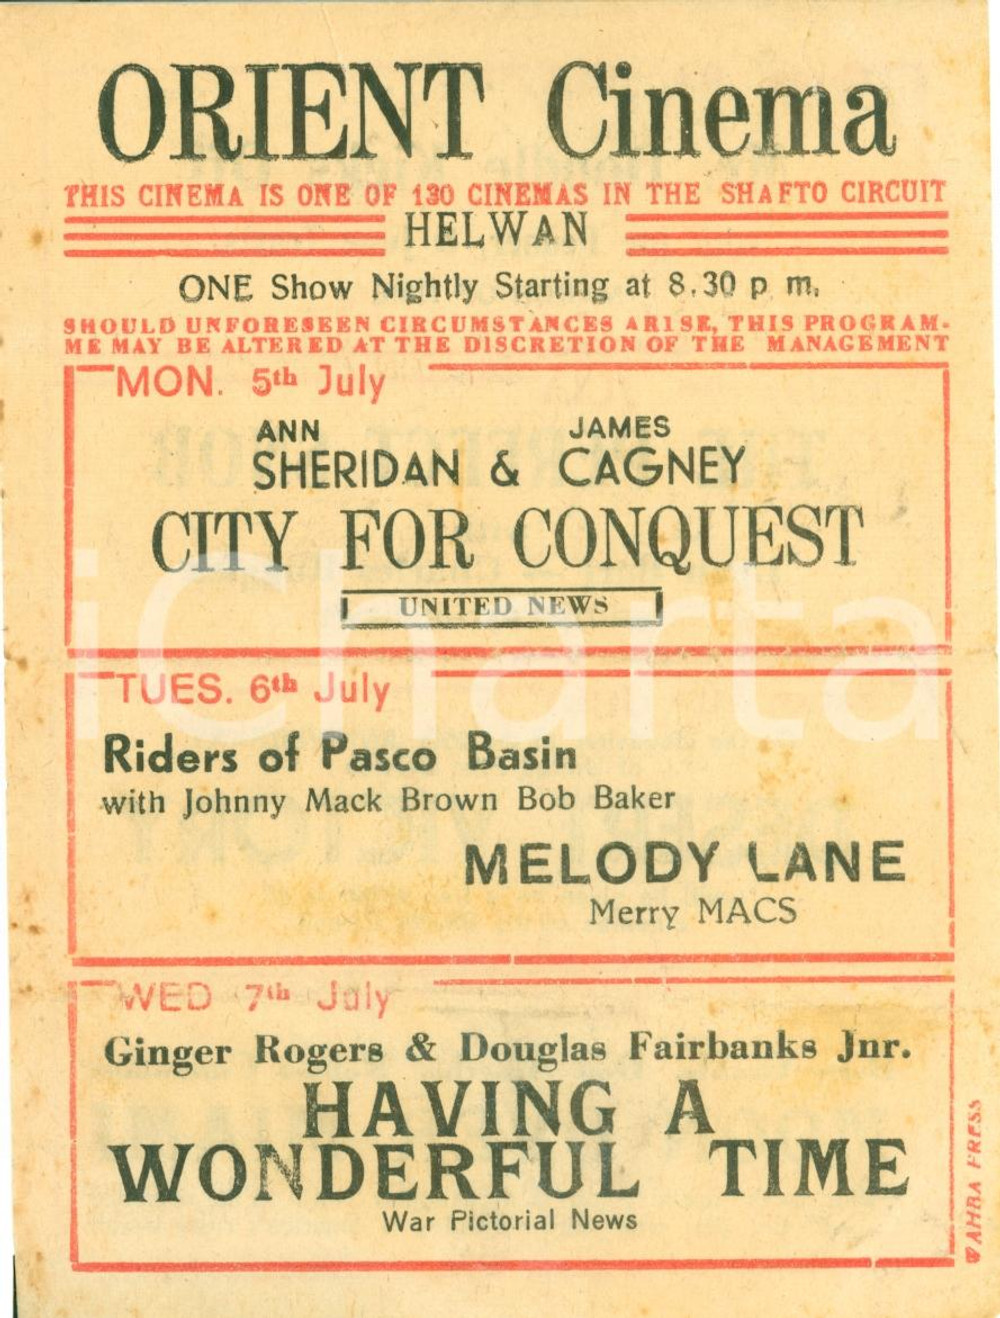 ORIENT Cinema
THIS CINEMA IS ONE OF 130 CINEMAS IN THE SHAFTO CIRCUIT
HELWAN
ONE Show Nightly Starting at 8.30 p m.
SHOULD UNFORESEEN CIRCUMSTANCES ARISE, THIS PROGRAM-
ME MAY BE ALTERED AT THE DISCRETION OF THE MANAGEMENT
MON. 5th July
ANN JAMES
SHERIDAN & CAGNEY
CITY FOR CONQUEST
UNITED NEWS
iCharta
TUES. 6th July
Riders of Pasco Basin
with Johnny Mack Brown Bob Baker
MELODY LANE
Merry MACS
WED 7th July
Ginger Rogers & Douglas Fairbanks Jnr.
HAVING A
WONDERFUL TIME
War Pictorial News
WAHBA PRESS